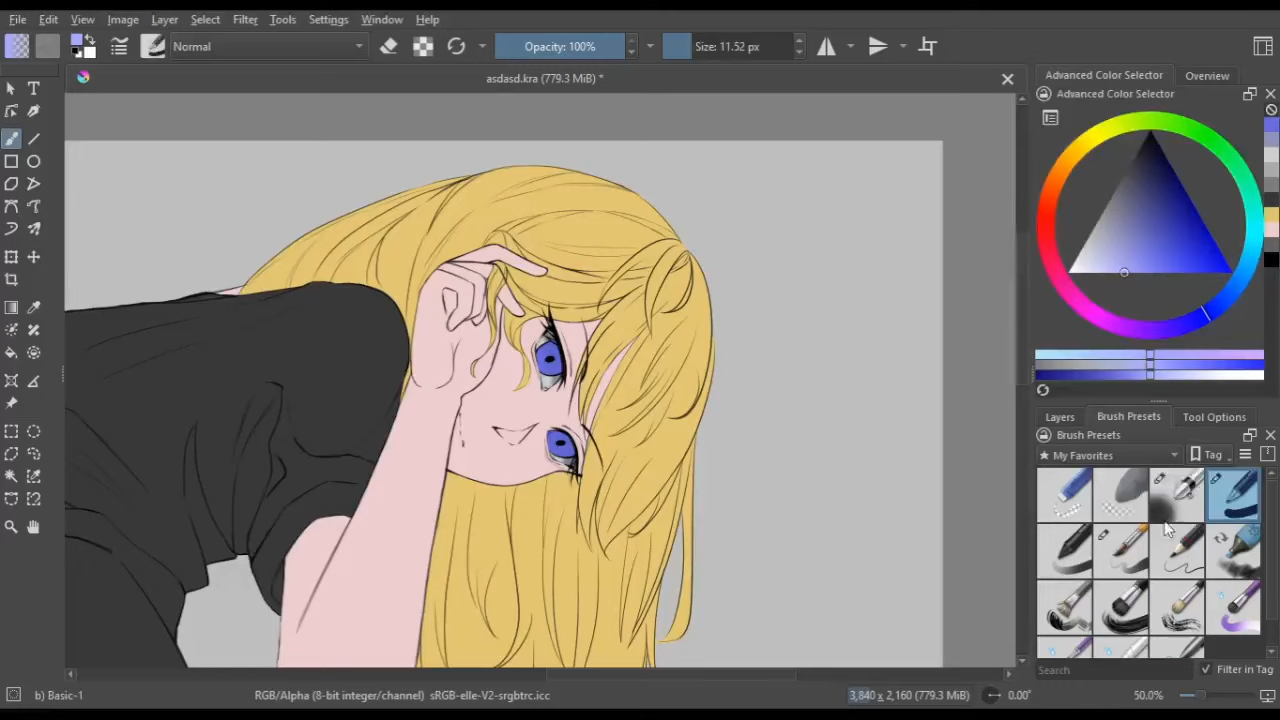 File Edit View Image Layer Select Filter Tools Settings Window Help
Normal Opacity: 100% Size: 11.52 px
asdasd.kra (779.3 MiB) *
Advanced Color Selector Overview
Advanced Color Selector
Layers Brush Presets Tool Options
Brush Presets
My Favorites Tag
Search Filter in Tag
b) Basic-1 RGB/Alpha (8-bit integer/channel) sRGB-elle-V2-srgbtrc.icc 3,840 x 2,160 (779.3 MiB) 0.00° 50.0%